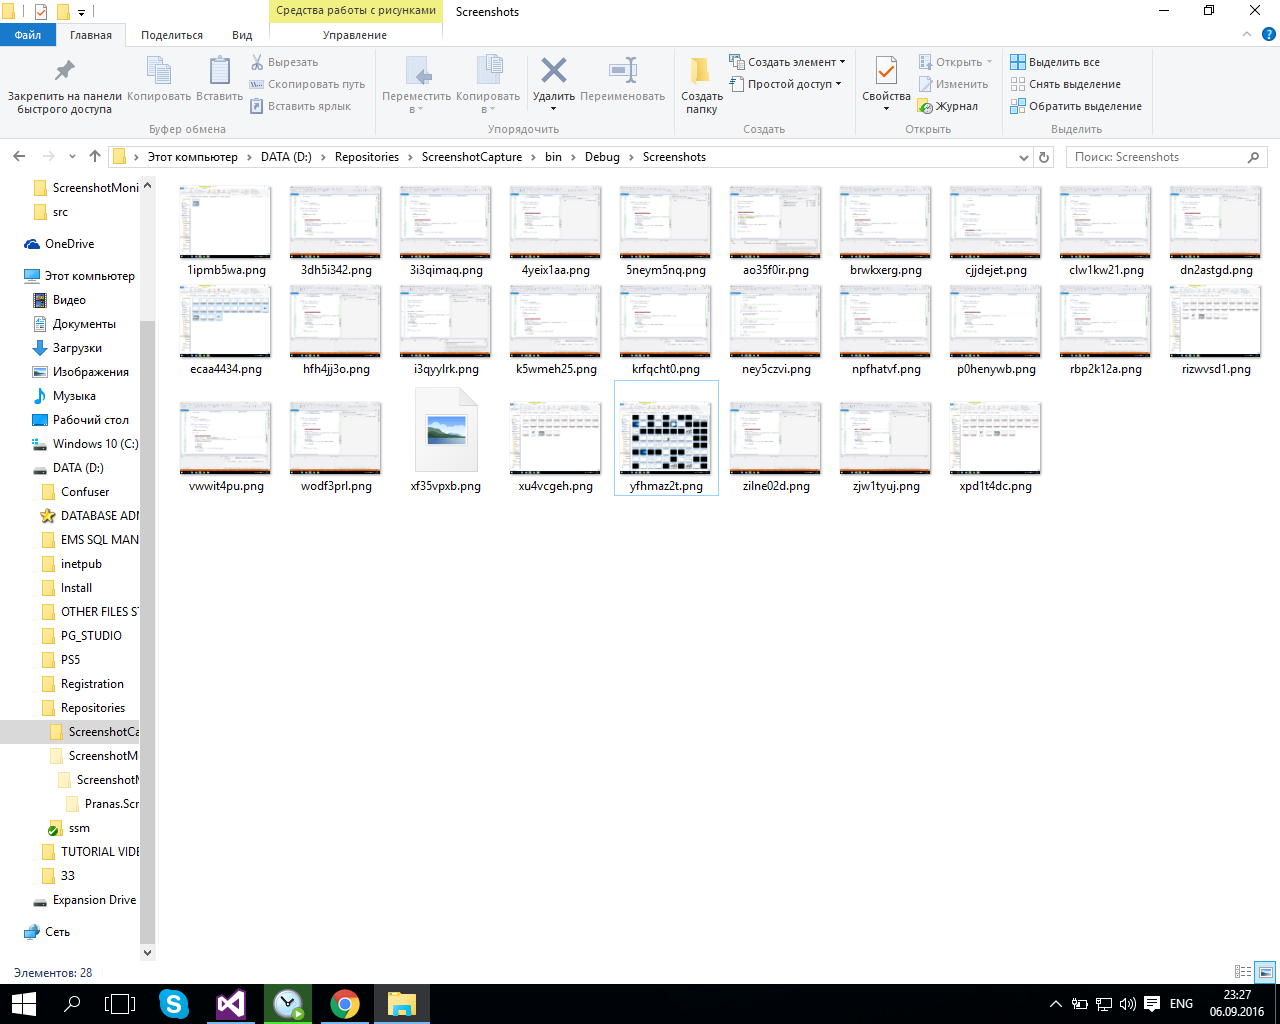 Средства работы с рисунками
Screenshots
Файл
Главная
Поделиться
Вид
Управление
Закрепить на панели быстрого доступа
Копировать
Вставить
Вырезать
Скопировать путь
Вставить ярлык
Буфер обмена
Переместить в
Копировать в
Удалить
Переименовать
Упорядочить
Создать папку
Создать элемент
Простой доступ
Создать
Свойства
Открыть
Изменить
Журнал
Открыть
Выделить все
Снять выделение
Обратить выделение
Выделить
Этот компьютер > DATA (D:) > Repositories > ScreenshotCapture > bin > Debug > Screenshots
Поиск: Screenshots
ScreenshotMoni
src
OneDrive
Этот компьютер
Видео
Документы
Загрузки
Изображения
Музыка
Рабочий стол
Windows 10 (C:)
DATA (D:)
Confuser
DATABASE ADM
EMS SQL MAN
inetpub
Install
OTHER FILES ST
PG_STUDIO
PS5
Registration
Repositories
ScreenshotCa
ScreenshotM
ScreenshotM
Pranas.Scr
ssm
TUTORIAL VIDE
33
Expansion Drive
Сеть
1ipmb5wa.png
3dh5i342.png
3i3qimaq.png
4yeix1aa.png
5neym5nq.png
ao35f0ir.png
brwkxerg.png
cjjdejet.png
clw1kw21.png
dn2astgd.png
ecaa4434.png
hfh4jj3o.png
i3qyylrk.png
k5wmeh25.png
krfqcht0.png
ney5czvi.png
npfhatvf.png
p0henywb.png
rbp2k12a.png
rizwvsd1.png
vwwit4pu.png
wodf3prl.png
xf35vpxb.png
xu4vcgeh.png
yfhmaz2t.png
zilne02d.png
zjw1tyuj.png
xpd1t4dc.png
Элементов: 28
ENG
23:27
06.09.2016